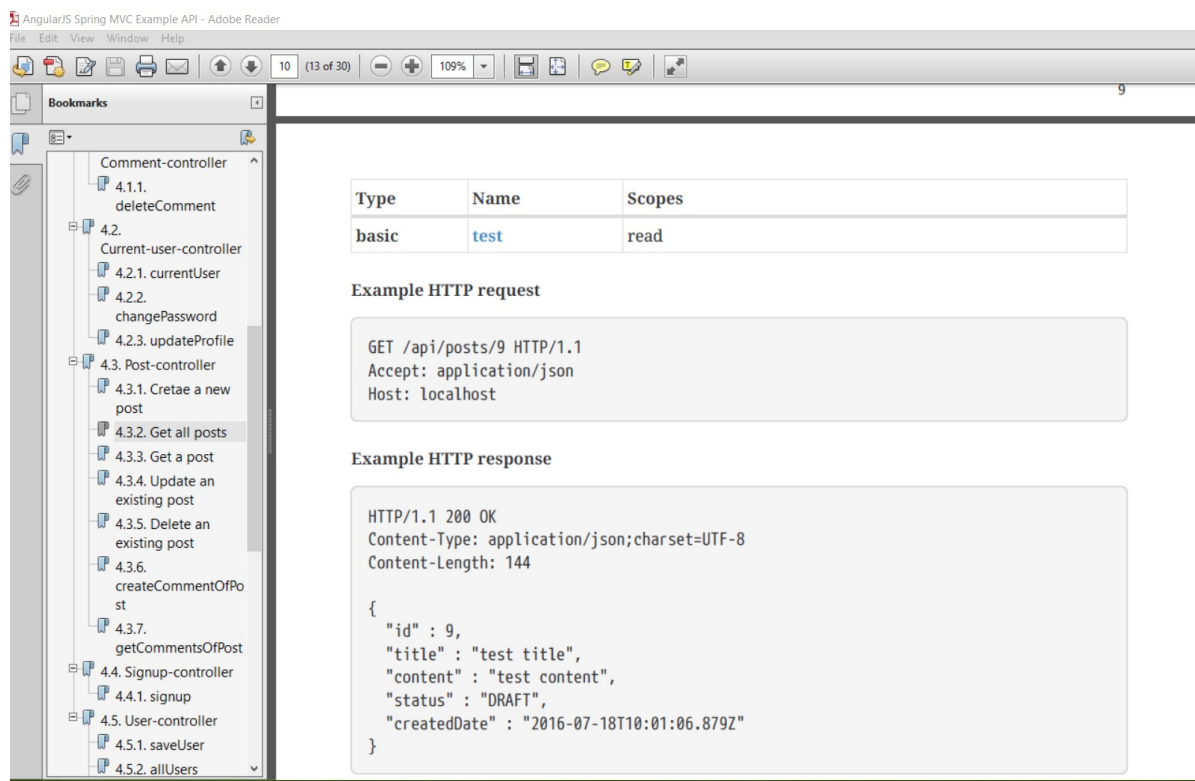 AngularJS Spring MVC Example API - Adobe Reader
File Edit View Window Help
10 (13 of 30) 109%
Bookmarks
Comment-controller
4.1.1.
deleteComment
4.2.
Current-user-controller
4.2.1. currentUser
4.2.2.
changePassword
4.2.3. updateProfile
4.3. Post-controller
4.3.1. Cretae a new
post
4.3.2. Get all posts
4.3.3. Get a post
4.3.4. Update an
existing post
4.3.5. Delete an
existing post
4.3.6.
createCommentOfPo
st
4.3.7.
getCommentsOfPost
4.4. Signup-controller
4.4.1. signup
4.5. User-controller
4.5.1. saveUser
4.5.2. allUsers
9
Type Name Scopes
basic test read
Example HTTP request
GET /api/posts/9 HTTP/1.1
Accept: application/json
Host: localhost
Example HTTP response
HTTP/1.1 200 OK
Content-Type: application/json;charset=UTF-8
Content-Length: 144
{
"id" : 9,
"title" : "test title",
"content" : "test content",
"status" : "DRAFT",
"createdDate" : "2016-07-18T10:01:06.879Z"
}